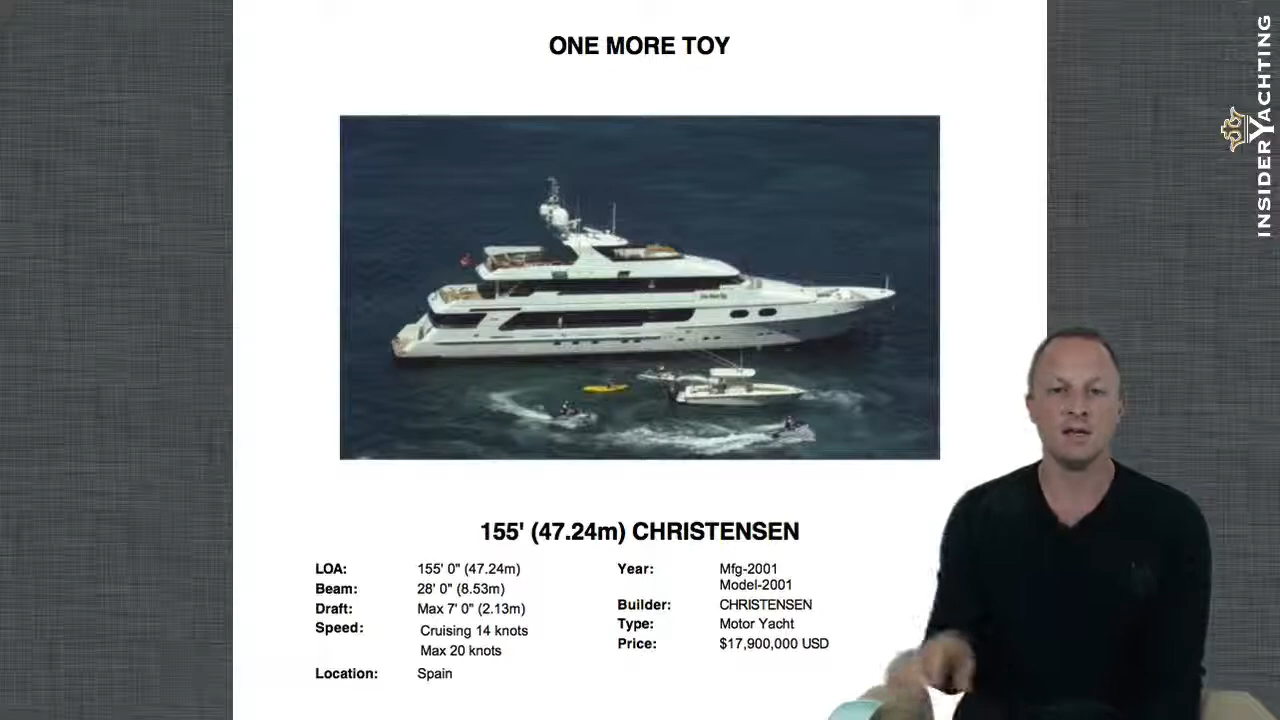 ONE MORE TOY
INSIDERYACHTING
155' (47.24m) CHRISTENSEN
LOA: 155' 0" (47.24m)
Beam: 28' 0" (8.53m)
Draft: Max 7' 0" (2.13m)
Speed: Cruising 14 knots
Max 20 knots
Location: Spain
Year: Mfg-2001
Model-2001
Builder: CHRISTENSEN
Type: Motor Yacht
Price: $17,900,000 USD